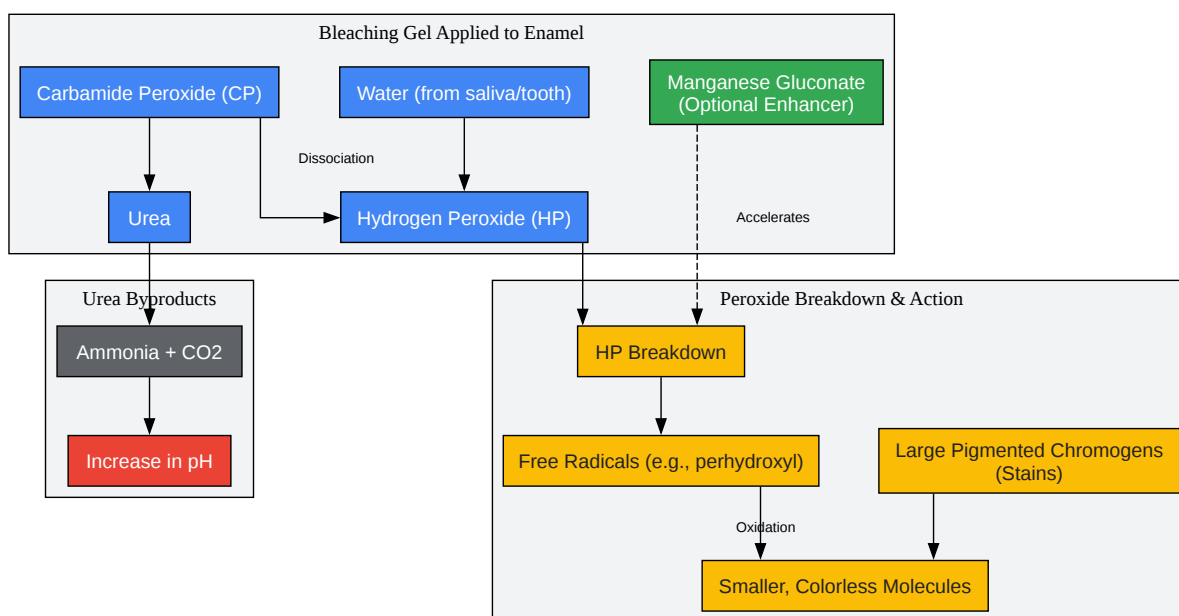 Bleaching Gel Applied to Enamel
Carbamide Peroxide (CP)
Water (from saliva/tooth)
Manganese Gluconate
(Optional Enhancer)
Dissociation
Urea
Hydrogen Peroxide (HP)
Accelerates
Urea Byproducts
Peroxide Breakdown & Action
Ammonia + CO2
HP Breakdown
Increase in pH
Free Radicals (e.g., perhydroxyl)
Large Pigmented Chromogens
(Stains)
Oxidation
Smaller, Colorless Molecules